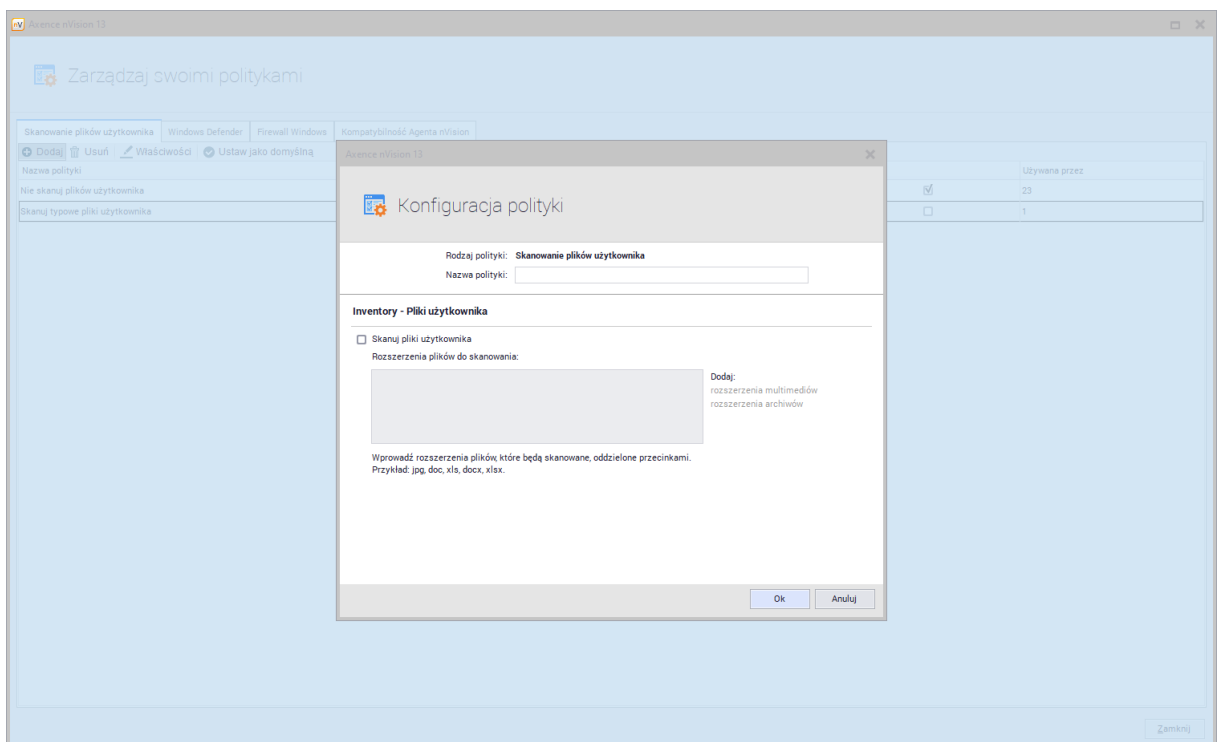 nV Axence nVision 13
Zarządzaj swoimi politykami
Skanowanie plików użytkownika Windows Defender Firewall Windows Kompatybilność Agenta nVision
Dodaj Usuń Właściwości Ustaw jako domyślną
Nazwa polityki Używana przez
Nie skanuj plików użytkownika 23
Skanuj typowe pliki użytkownika 1
Axence nVision 13
Konfiguracja polityki
Rodzaj polityki: Skanowanie plików użytkownika
Nazwa polityki:
Inventory - Pliki użytkownika
Skanuj pliki użytkownika
Rozszerzenia plików do skanowania:
Dodaj:
rozszerzenia multimediów
rozszerzenia archiwów
Wprowadź rozszerzenia plików, które będą skanowane, oddzielone przecinkami.
Przykład: jpg, doc, xls, docx, xlsx.
Ok Anuluj
Zamknij